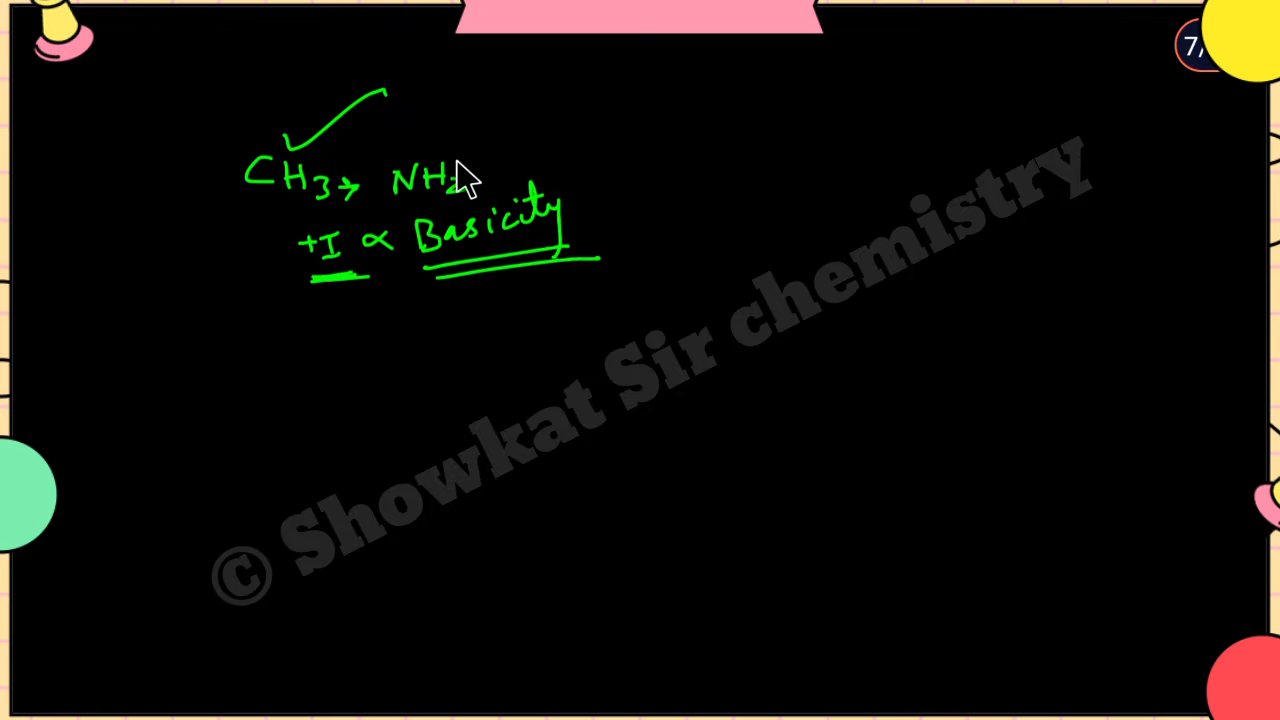 7/
CH3→ NH2
+I ∝ Basicity
© Showkat Sir chemistry